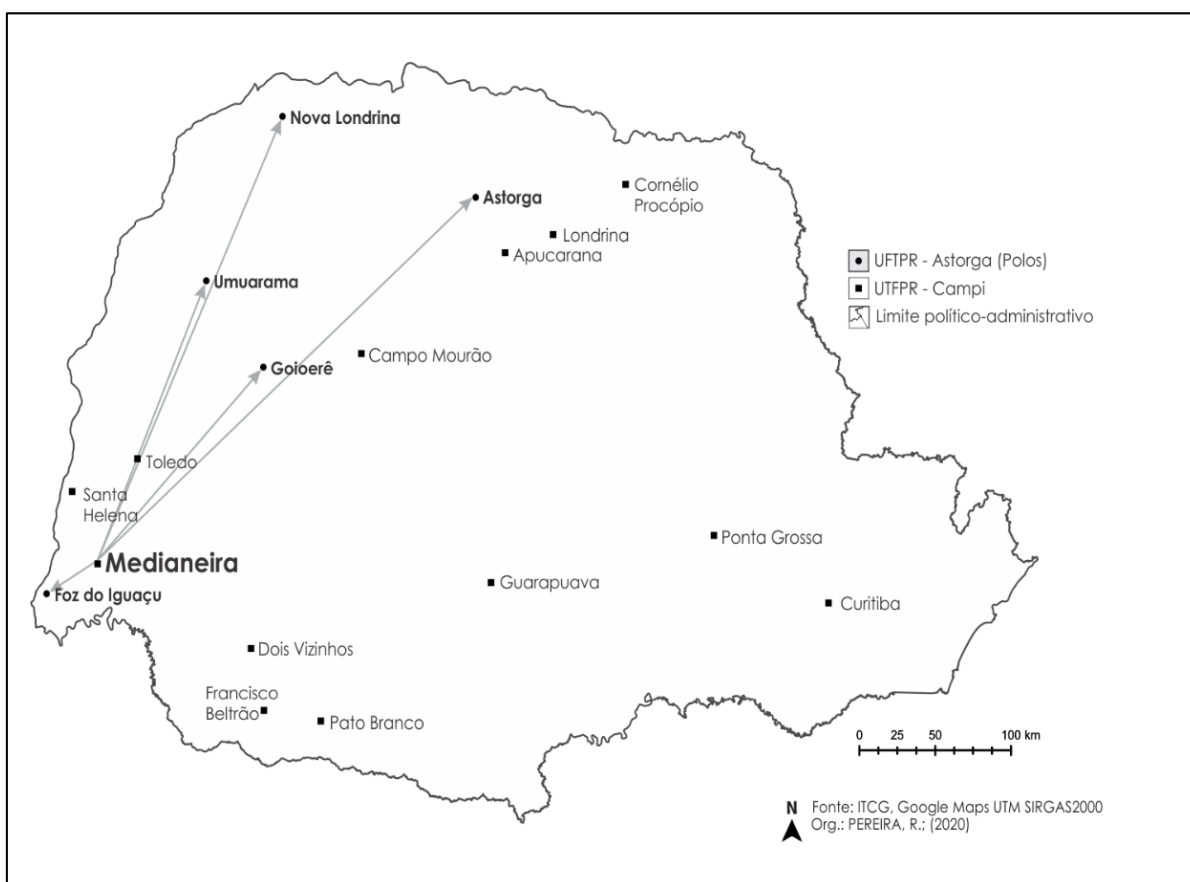 Nova Londrina
Astorga
Cornélio
Procópio
Londrina
Apucarana
UFTPR - Astorga (Polos)
Umuarama
UTFPR - Campi
Limite político-administrativo
Campo Mourão
Goioerê
Toledo
Santa
Helena
Ponta Grossa
Medianeira
Guarapuava
Foz do Iguaçu
Curitiba
Dois Vizinhos
Francisco
Beltrão
Pato Branco
0 25 50 100 km
N Fonte: ITCG, Google Maps UTM SIRGAS2000
Org.: PEREIRA, R.; (2020)